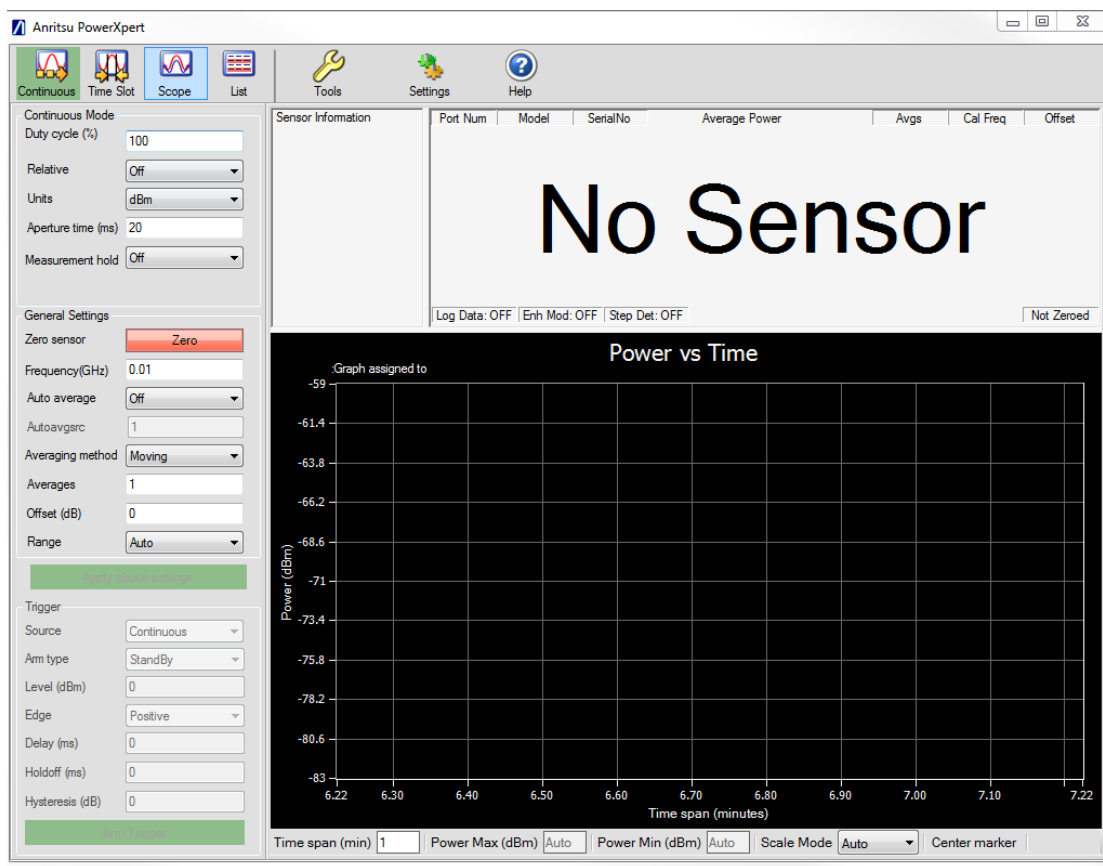 Anritsu PowerXpert
Continuous Time Slot Scope List Tools Settings Help
Continuous Mode
Duty cycle (%) 100
Relative Off
Units dBm
Aperture time (ms) 20
Measurement hold Off
General Settings
Zero sensor Zero
Frequency(GHz) 0.01
Auto average Off
Autoavgsrc 1
Averaging method Moving
Averages 1
Offset (dB) 0
Range Auto
Apply above settings
Trigger
Source Continuous
Arm type StandBy
Level (dBm) 0
Edge Positive
Delay (ms) 0
Holdoff (ms) 0
Hysteresis (dB) 0
Arm Trigger
Sensor Information
Port Num Model SerialNo Average Power Avgs Cal Freq Offset
No Sensor
Log Data: OFF Enh Mod: OFF Step Det: OFF Not Zeroed
Power vs Time
:Graph assigned to
-59
-61.4
-63.8
-66.2
-68.6
-71
-73.4
-75.8
-78.2
-80.6
-83
Power (dBm)
6.22 6.30 6.40 6.50 6.60 6.70 6.80 6.90 7.00 7.10 7.22
Time span (minutes)
Time span (min) 1 Power Max (dBm) Auto Power Min (dBm) Auto Scale Mode Auto Center marker